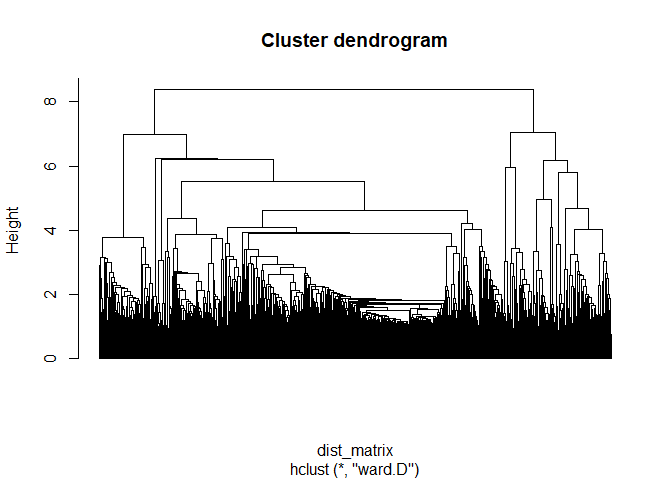 Cluster dendrogram
8
6
4
2
0
Height
dist_matrix
hclust (*, "ward.D")